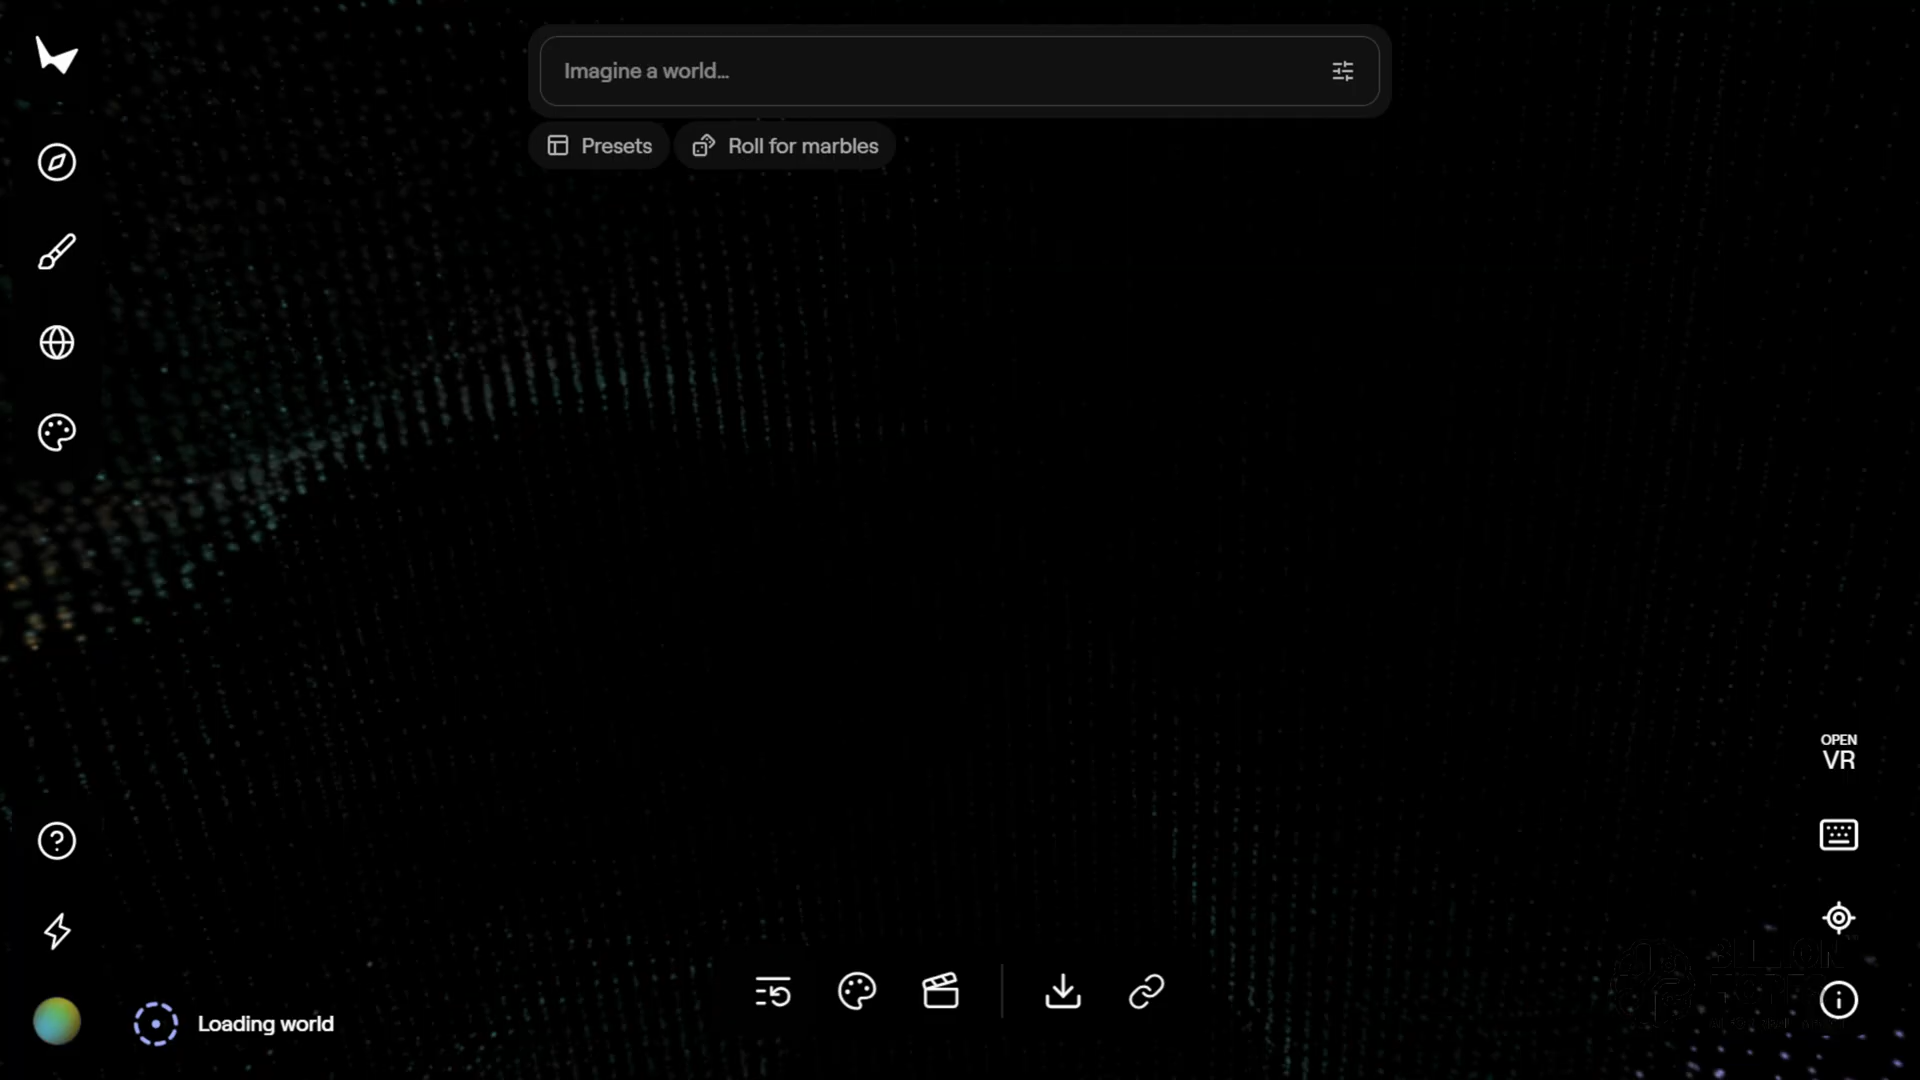 Imagine a world...
Presets
Roll for marbles
OPEN
VR
Loading world